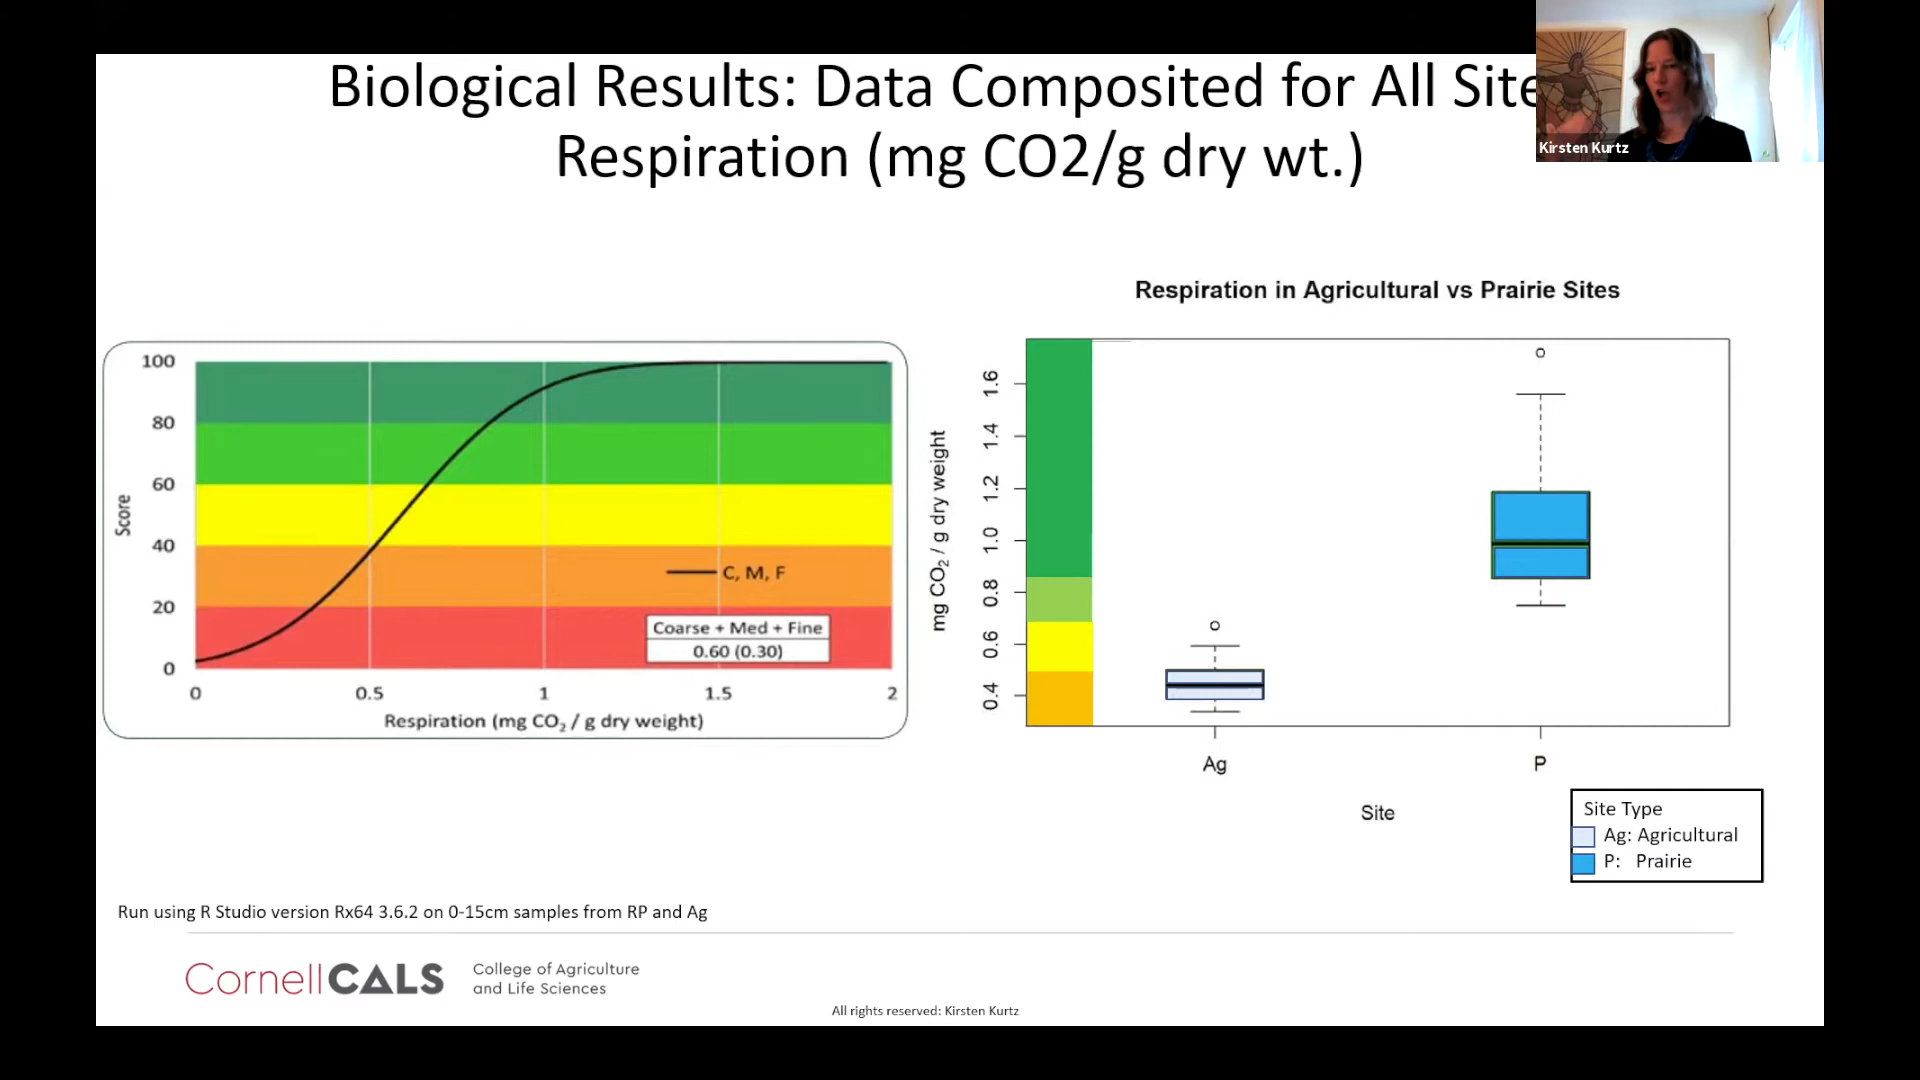 Biological Results: Data Composited for All Site
Respiration (mg CO2/g dry wt.)
Kirsten Kurtz
100
80
60
40
20
0
Score
C, M, F
Coarse + Med + Fine
0.60 (0.30)
0 0.5 1 1.5 2
Respiration (mg CO₂ / g dry weight)
Respiration in Agricultural vs Prairie Sites
mg CO₂ / g dry weight
1.6
1.4
1.2
1.0
0.8
0.6
0.4
Ag P
Site
Site Type
Ag: Agricultural
P: Prairie
Run using R Studio version Rx64 3.6.2 on 0-15cm samples from RP and Ag
CornellCALS
College of Agriculture
and Life Sciences
All rights reserved: Kirsten Kurtz